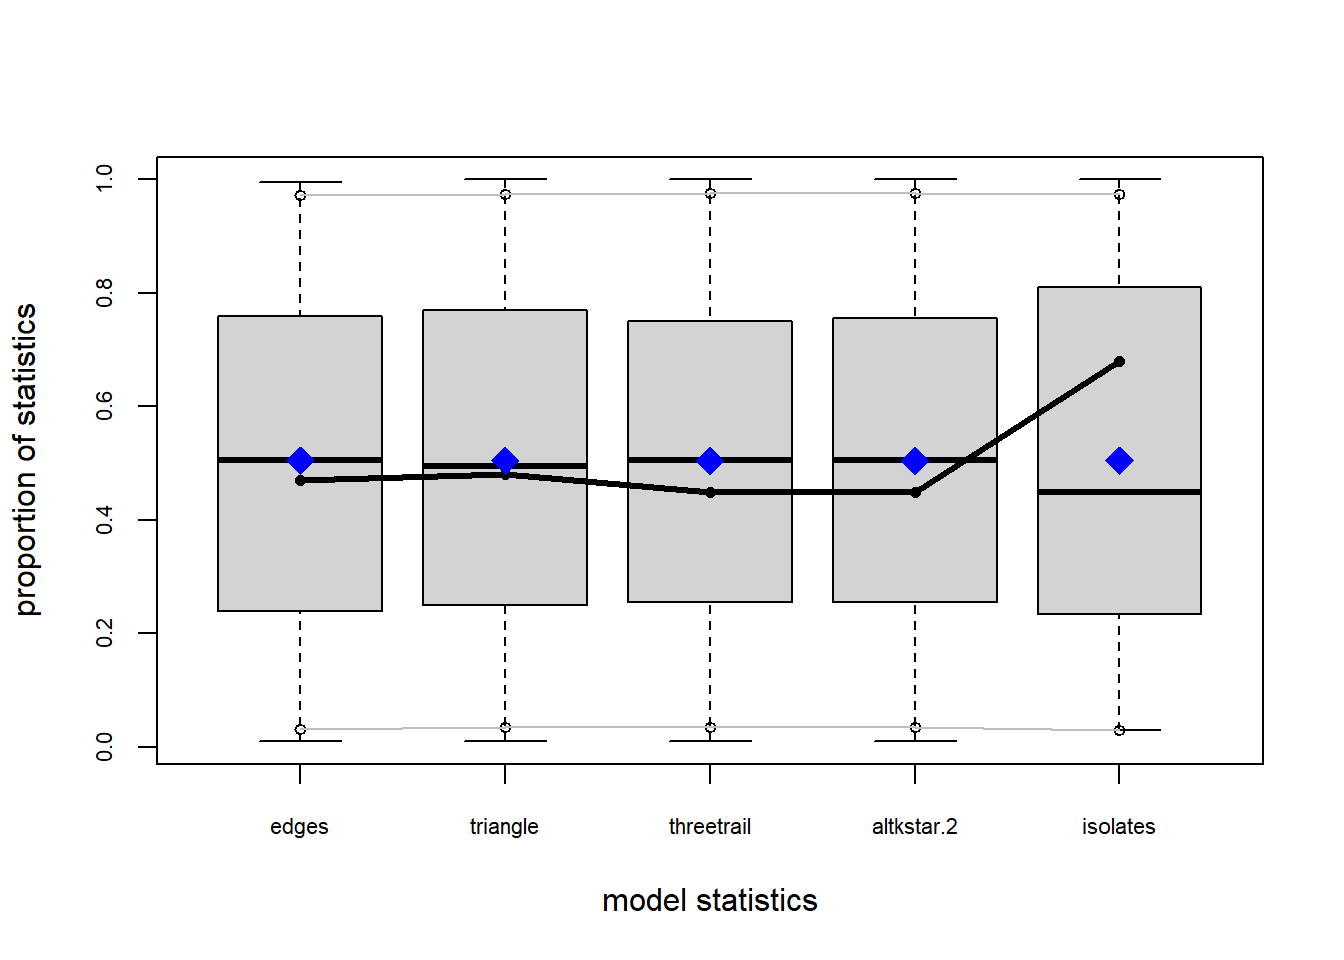 proportion of statistics
1.0
0.8
0.6
0.4
0.2
0.0
edges triangle threetrail altkstar.2 isolates
model statistics